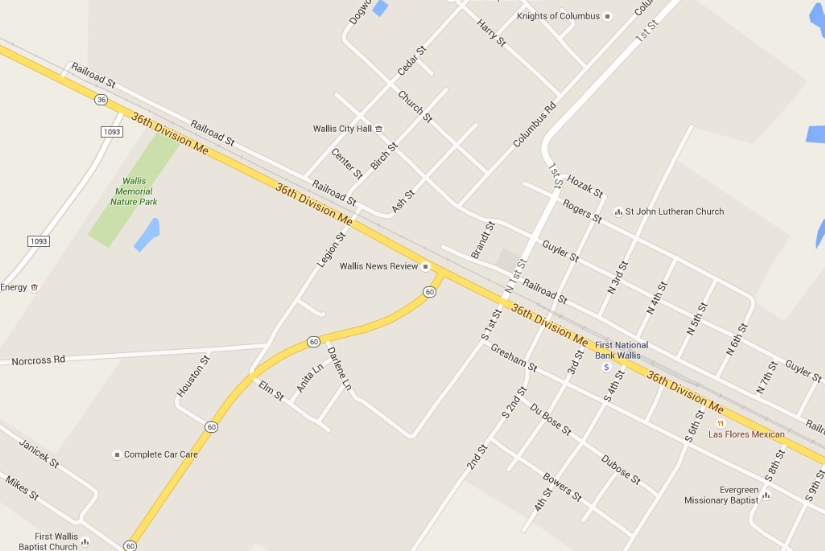 Dogwo
Knights of Columbus
Colu
1st St
Harry St
Cedar St
Railroad St
36
Church St
Columbus Rd
1093
36th Division Me
Railroad St
Wallis City Hall
Center St
Birch St
1st St
Hozak St
Wallis
Memorial
Nature Park
36th Division Me
Railroad St
Ash St
Rogers St
St John Lutheran Church
1093
Legion St
Brandt St
Guyler St
Wallis News Review
N 1st St
N 3rd St
Energy
60
Railroad St
N 4th St
N 5th St
36th Division Me
S 1st St
N 6th St
60
First National
Bank Wallis
Gresham St
3rd St
Norcross Rd
Houston St
Anita Ln
Darlene Ln
Elm St
S 2nd St
S 4th St
36th Division Me
N 7th St
Guyler St
Du Bose St
60
S 6th St
Las Flores Mexican
Railro
Janicek St
Complete Car Care
2nd St
Dubose St
S 8th St
Mikes St
Bowers St
4th St
Evergreen
Missionary Baptist
S 9th St
First Wallis
Baptist Church
60